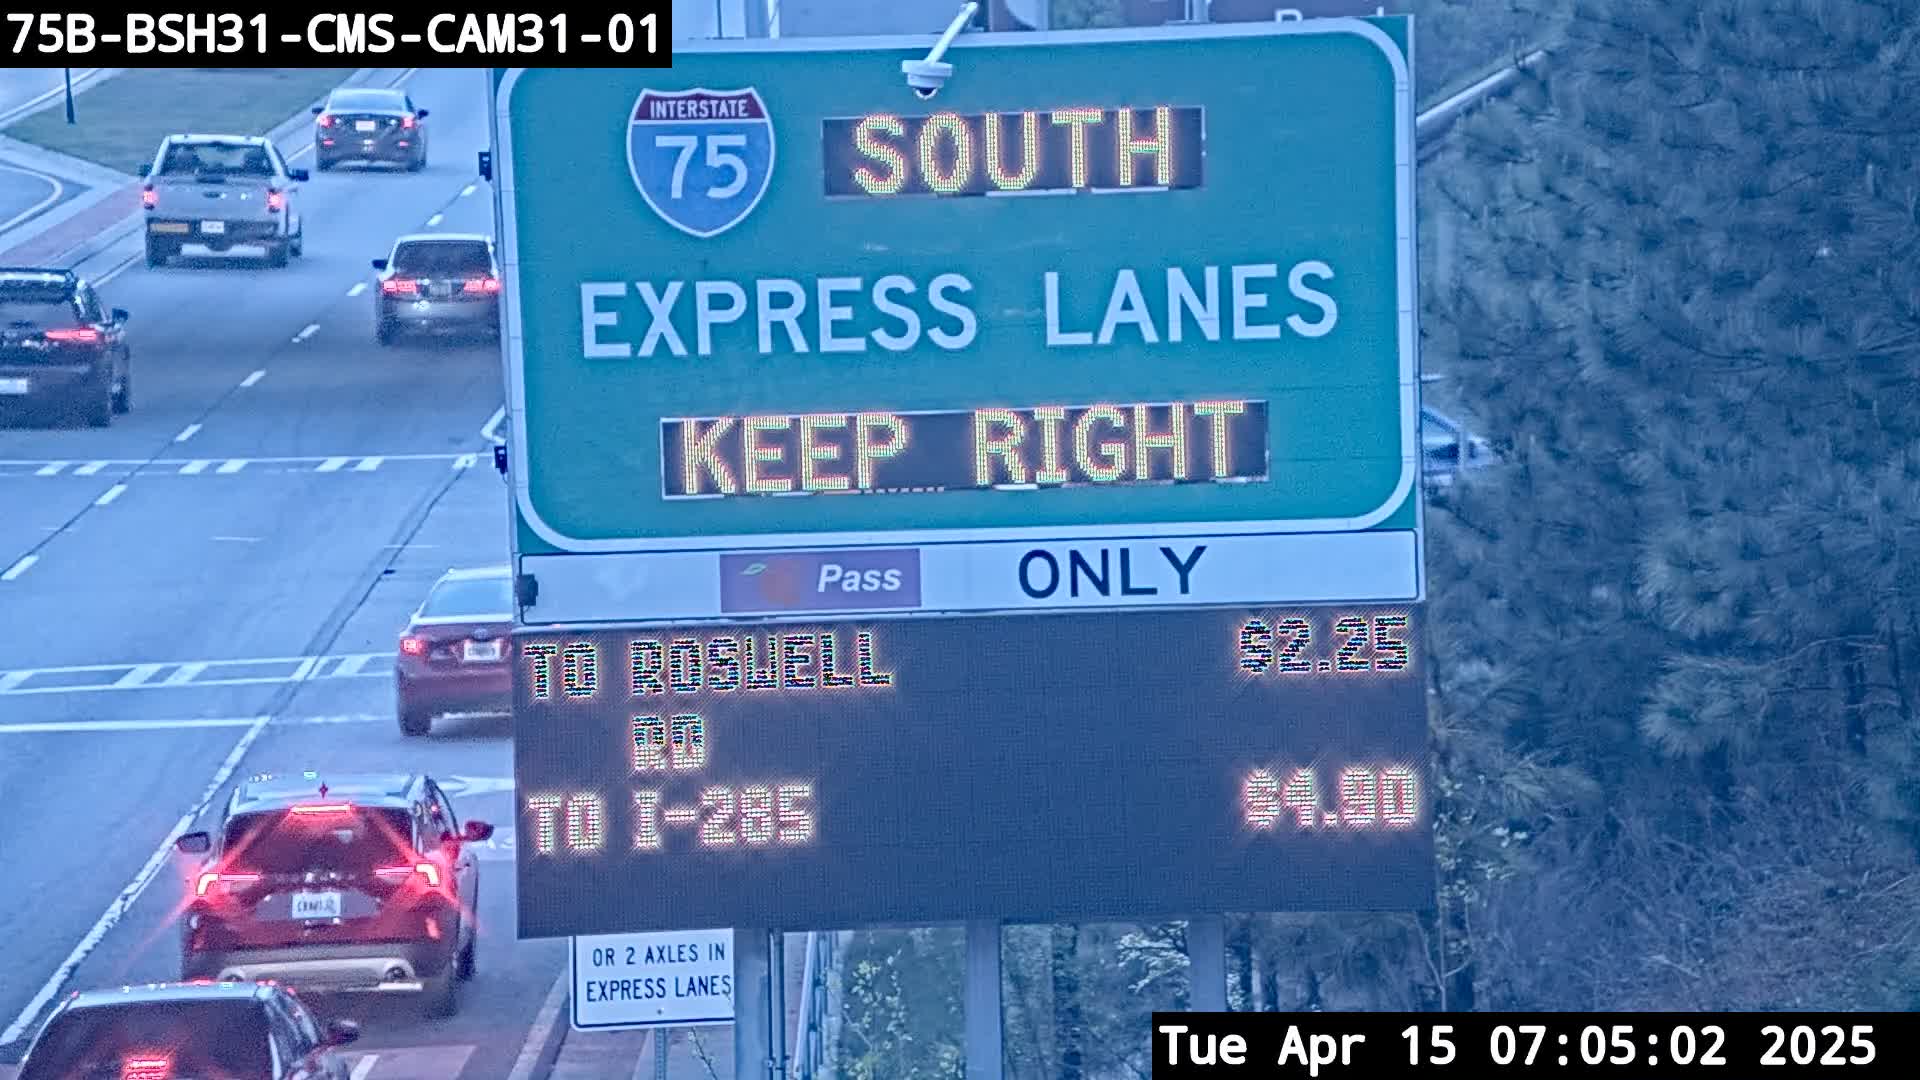 75B-BSH31-CMS-CAM31-01
INTERSTATE
75
SOUTH
EXPRESS LANES
KEEP RIGHT
Pass ONLY
TO ROSWELL $2.25
RD
TO I-285 $4.90
OR 2 AXLES IN
EXPRESS LANES
Tue Apr 15 07:05:02 2025